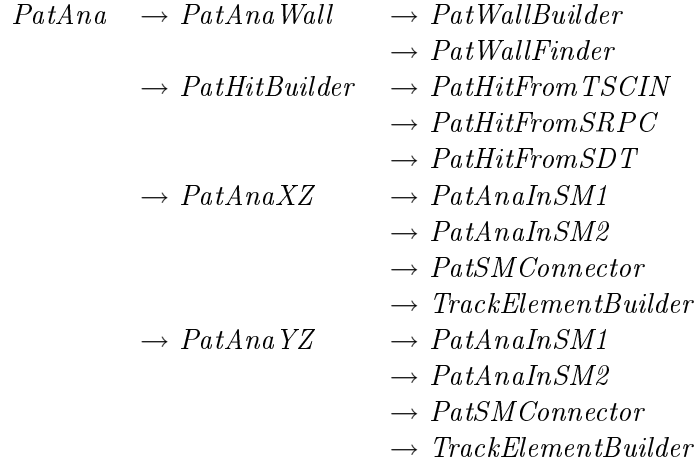 PatAna → PatAnaWall → PatWallBuilder
→ PatWallFinder
→ PatHitBuilder → PatHitFromTSCIN
→ PatHitFromSRPC
→ PatHitFromSDT
→ PatAnaXZ → PatAnaInSM1
→ PatAnaInSM2
→ PatSMConnector
→ TrackElementBuilder
→ PatAnaYZ → PatAnaInSM1
→ PatAnaInSM2
→ PatSMConnector
→ TrackElementBuilder